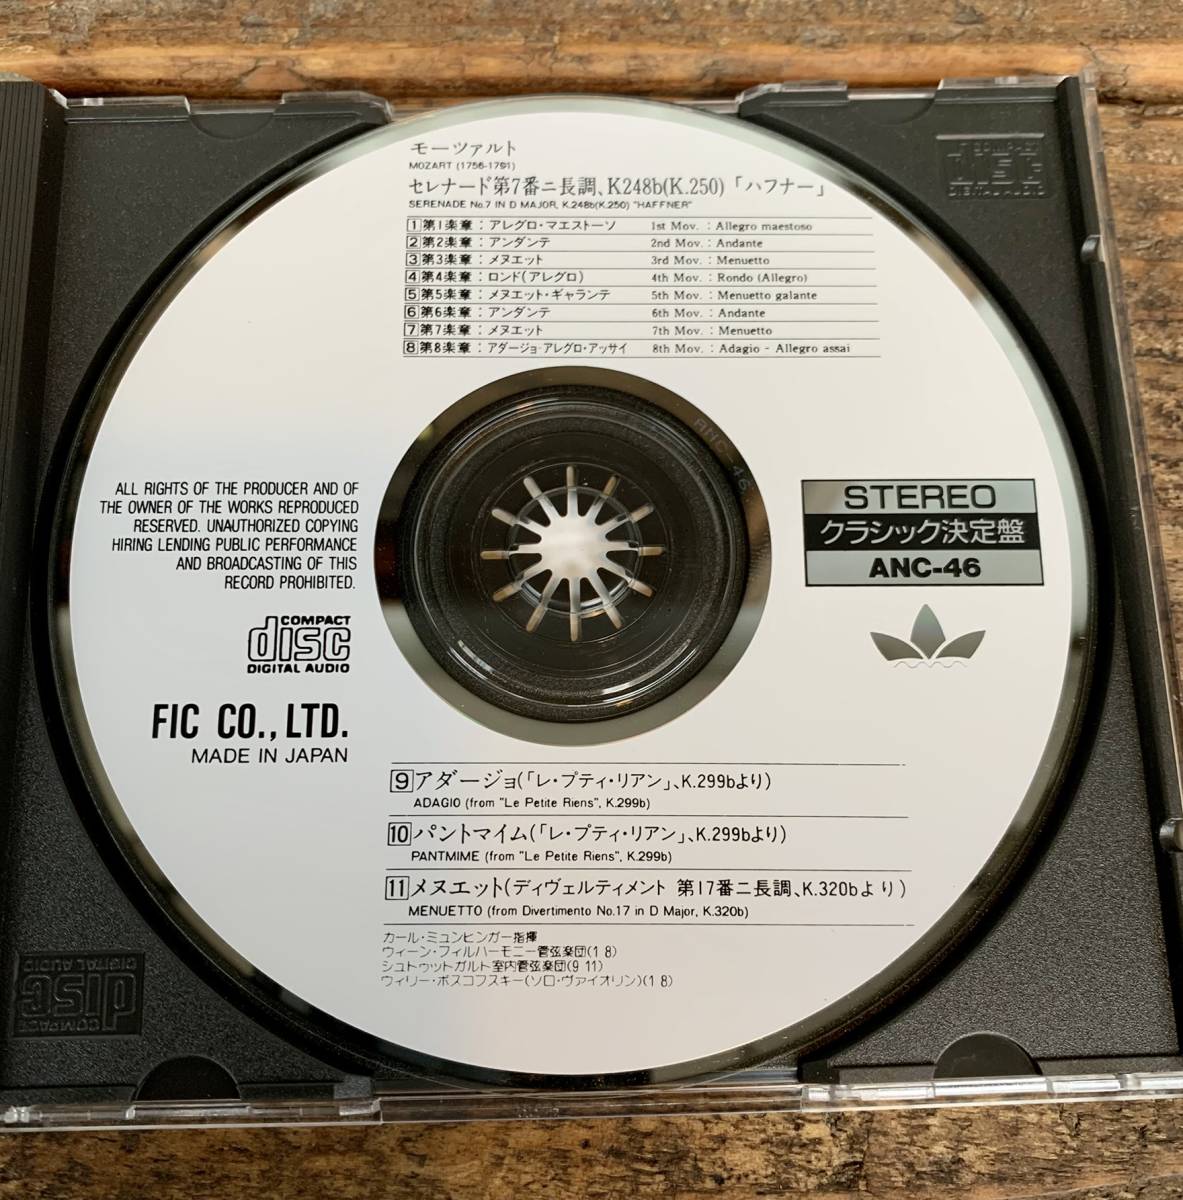 モーツァルト
MOZART (1756-1791)
セレナード第7番ニ長調、K248b(K.250)「ハフナー」
SERENADE No.7 IN D MAJOR, K.248b(K.250) "HAFFNER"
1 第1楽章：アレグロ・マエストーソ 1st Mov.：Allegro maestoso
2 第2楽章：アンダンテ 2nd Mov.：Andante
3 第3楽章：メヌエット 3rd Mov.：Menuetto
4 第4楽章：ロンド(アレグロ) 4th Mov.：Rondo (Allegro)
5 第5楽章：メヌエット・ギャランテ 5th Mov.：Menuetto galante
6 第6楽章：アンダンテ 6th Mov.：Andante
7 第7楽章：メヌエット 7th Mov.：Menuetto
8 第8楽章：アダージョ-アレグロ・アッサイ 8th Mov.：Adagio - Allegro assai
ALL RIGHTS OF THE PRODUCER AND OF
THE OWNER OF THE WORKS REPRODUCED
RESERVED. UNAUTHORIZED COPYING
HIRING LENDING PUBLIC PERFORMANCE
AND BROADCASTING OF THIS
RECORD PROHIBITED.
COMPACT
disc
DIGITAL AUDIO
FIC CO., LTD.
MADE IN JAPAN
ANC 46
STEREO
クラシック決定盤
ANC-46
9 アダージョ(「レ・プティ・リアン」、K.299bより)
ADAGIO (from "Le Petite Riens", K.299b)
10 パントマイム(「レ・プティ・リアン」、K.299bより)
PANTMIME (from "Le Petite Riens", K.299b)
11 メヌエット(ディヴェルティメント 第17番ニ長調、K.320bより)
MENUETTO (from Divertimento No.17 in D Major, K.320b)
カール・ミュンヒンガー指揮
ウィーン・フィルハーモニー管弦楽団(1 8)
シュトゥットガルト室内管弦楽団(9 11)
ウィリー・ボスコフスキー(ソロ・ヴァイオリン)(1 8)
COMPACT
disc
DIGITAL AUDIO
COMPACT
disc
DIGITAL AUDIO